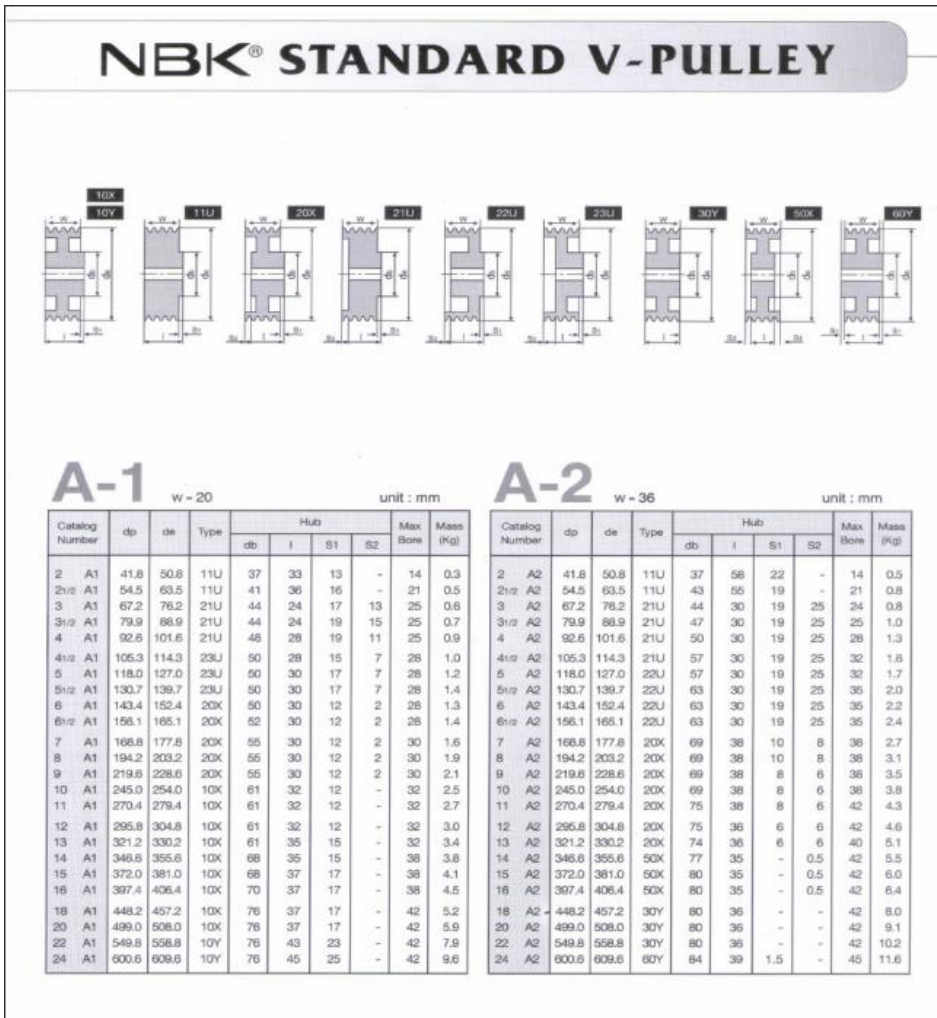 NBK® STANDARD V-PULLEY
10X
10Y 11U 20X 21U 22U 23U 30Y 50X 60Y
A-1 w - 20 unit : mm
Catalog Number dp de Type Hub Max Bore Mass (Kg)
db l S1 S2
2 A1 41.8 50.8 11U 37 33 13 - 14 0.3
21/2 A1 54.5 63.5 11U 41 36 16 - 21 0.5
3 A1 67.2 76.2 21U 44 24 17 13 25 0.6
31/2 A1 79.9 88.9 21U 44 24 19 15 25 0.7
4 A1 92.6 101.6 21U 48 28 19 11 25 0.9
41/2 A1 105.3 114.3 23U 50 28 15 7 28 1.0
5 A1 118.0 127.0 23U 50 30 17 7 28 1.2
51/2 A1 130.7 139.7 23U 50 30 17 7 28 1.4
6 A1 143.4 152.4 20X 50 30 12 2 28 1.3
61/2 A1 156.1 165.1 20X 52 30 12 2 28 1.4
7 A1 168.8 177.8 20X 55 30 12 2 30 1.6
8 A1 194.2 203.2 20X 55 30 12 2 30 1.9
9 A1 219.6 228.6 20X 55 30 12 2 30 2.1
10 A1 245.0 254.0 10X 61 32 12 - 32 2.5
11 A1 270.4 279.4 10X 61 32 12 - 32 2.7
12 A1 295.8 304.8 10X 61 32 12 - 32 3.0
13 A1 321.2 330.2 10X 61 35 15 - 32 3.4
14 A1 346.6 355.6 10X 68 35 15 - 38 3.8
15 A1 372.0 381.0 10X 68 37 17 - 38 4.1
16 A1 397.4 406.4 10X 70 37 17 - 38 4.5
18 A1 448.2 457.2 10X 76 37 17 - 42 5.2
20 A1 499.0 508.0 10X 76 37 17 - 42 5.9
22 A1 549.8 558.8 10Y 76 43 23 - 42 7.9
24 A1 600.6 609.6 10Y 76 45 25 - 42 9.6
A-2 w - 36 unit : mm
Catalog Number dp de Type Hub Max Bore Mass (Kg)
db l S1 S2
2 A2 41.8 50.8 11U 37 58 22 - 14 0.5
21/2 A2 54.5 63.5 11U 43 55 19 - 21 0.8
3 A2 67.2 76.2 21U 44 30 19 25 24 0.8
31/2 A2 79.9 88.9 21U 47 30 19 25 25 1.0
4 A2 92.6 101.6 21U 50 30 19 25 28 1.3
41/2 A2 105.3 114.3 21U 57 30 19 25 32 1.6
5 A2 118.0 127.0 22U 57 30 19 25 32 1.7
51/2 A2 130.7 139.7 22U 63 30 19 25 35 2.0
6 A2 143.4 152.4 22U 63 30 19 25 35 2.2
61/2 A2 156.1 165.1 22U 63 30 19 25 35 2.4
7 A2 168.8 177.8 20X 69 38 10 8 38 2.7
8 A2 194.2 203.2 20X 69 38 10 8 38 3.1
9 A2 219.6 228.6 20X 69 38 8 6 38 3.5
10 A2 245.0 254.0 20X 69 38 8 6 38 3.8
11 A2 270.4 279.4 20X 75 38 8 6 42 4.3
12 A2 295.8 304.8 20X 75 36 6 6 42 4.6
13 A2 321.2 330.2 20X 74 36 6 6 40 5.1
14 A2 346.6 355.6 50X 77 35 - 0.5 42 5.5
15 A2 372.0 381.0 50X 80 35 - 0.5 42 6.0
16 A2 397.4 406.4 50X 80 35 - 0.5 42 6.4
18 A2 448.2 457.2 30Y 80 36 - - 42 8.0
20 A2 499.0 508.0 30Y 80 36 - - 42 9.1
22 A2 549.8 558.8 30Y 80 36 - - 42 10.2
24 A2 600.6 609.6 60Y 84 39 1.5 - 45 11.6